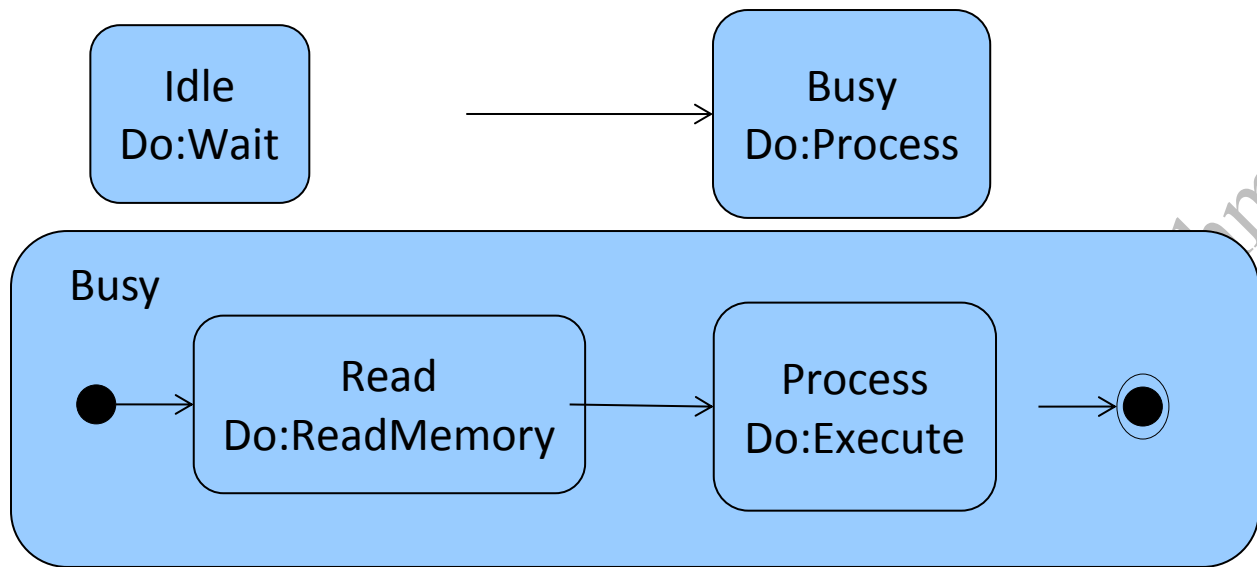 Idle
Do:Wait
Busy
Do:Process
Busy
Read
Do:ReadMemory
Process
Do:Execute